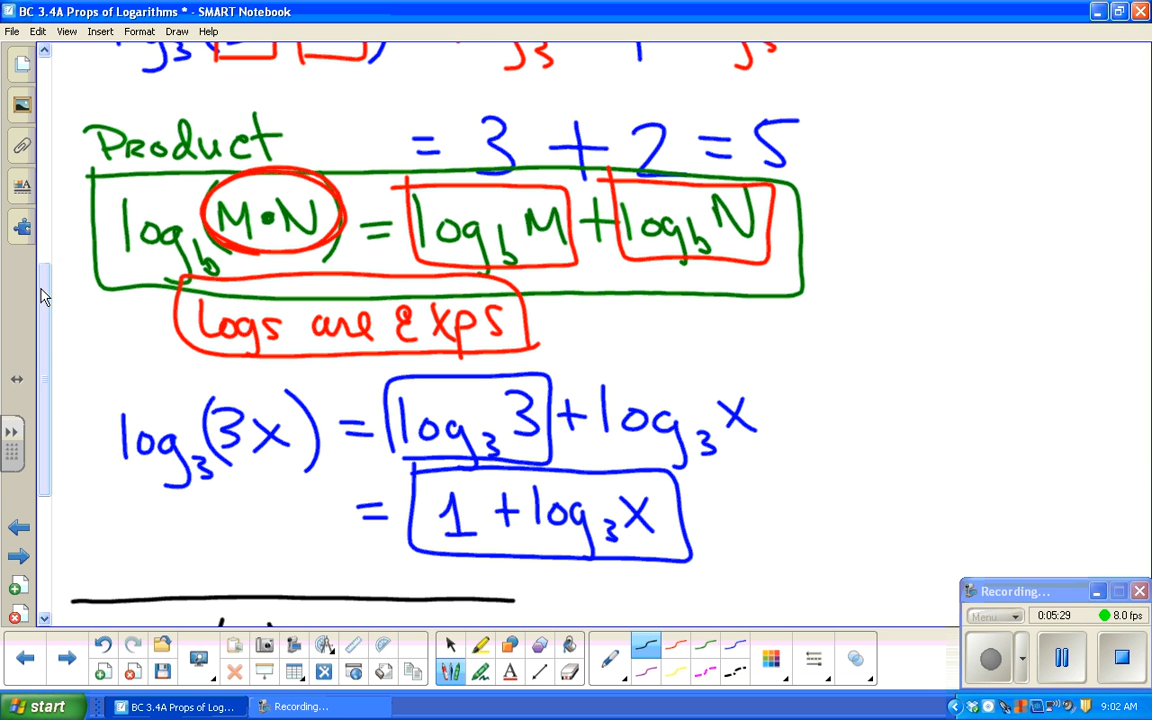 BC 3.4A Props of Logarithms * - SMART Notebook
File Edit View Insert Format Draw Help
Product = 3 + 2 = 5
log_b(M•N) = log_b M + log_b N
Logs are Exps
log_3(3x) = log_3 3 + log_3 x
= 1 + log_3 x
Recording...
Menu 0:05:29 8.0 fps
start BC 3.4A Props of Log... Recording... 9:02 AM